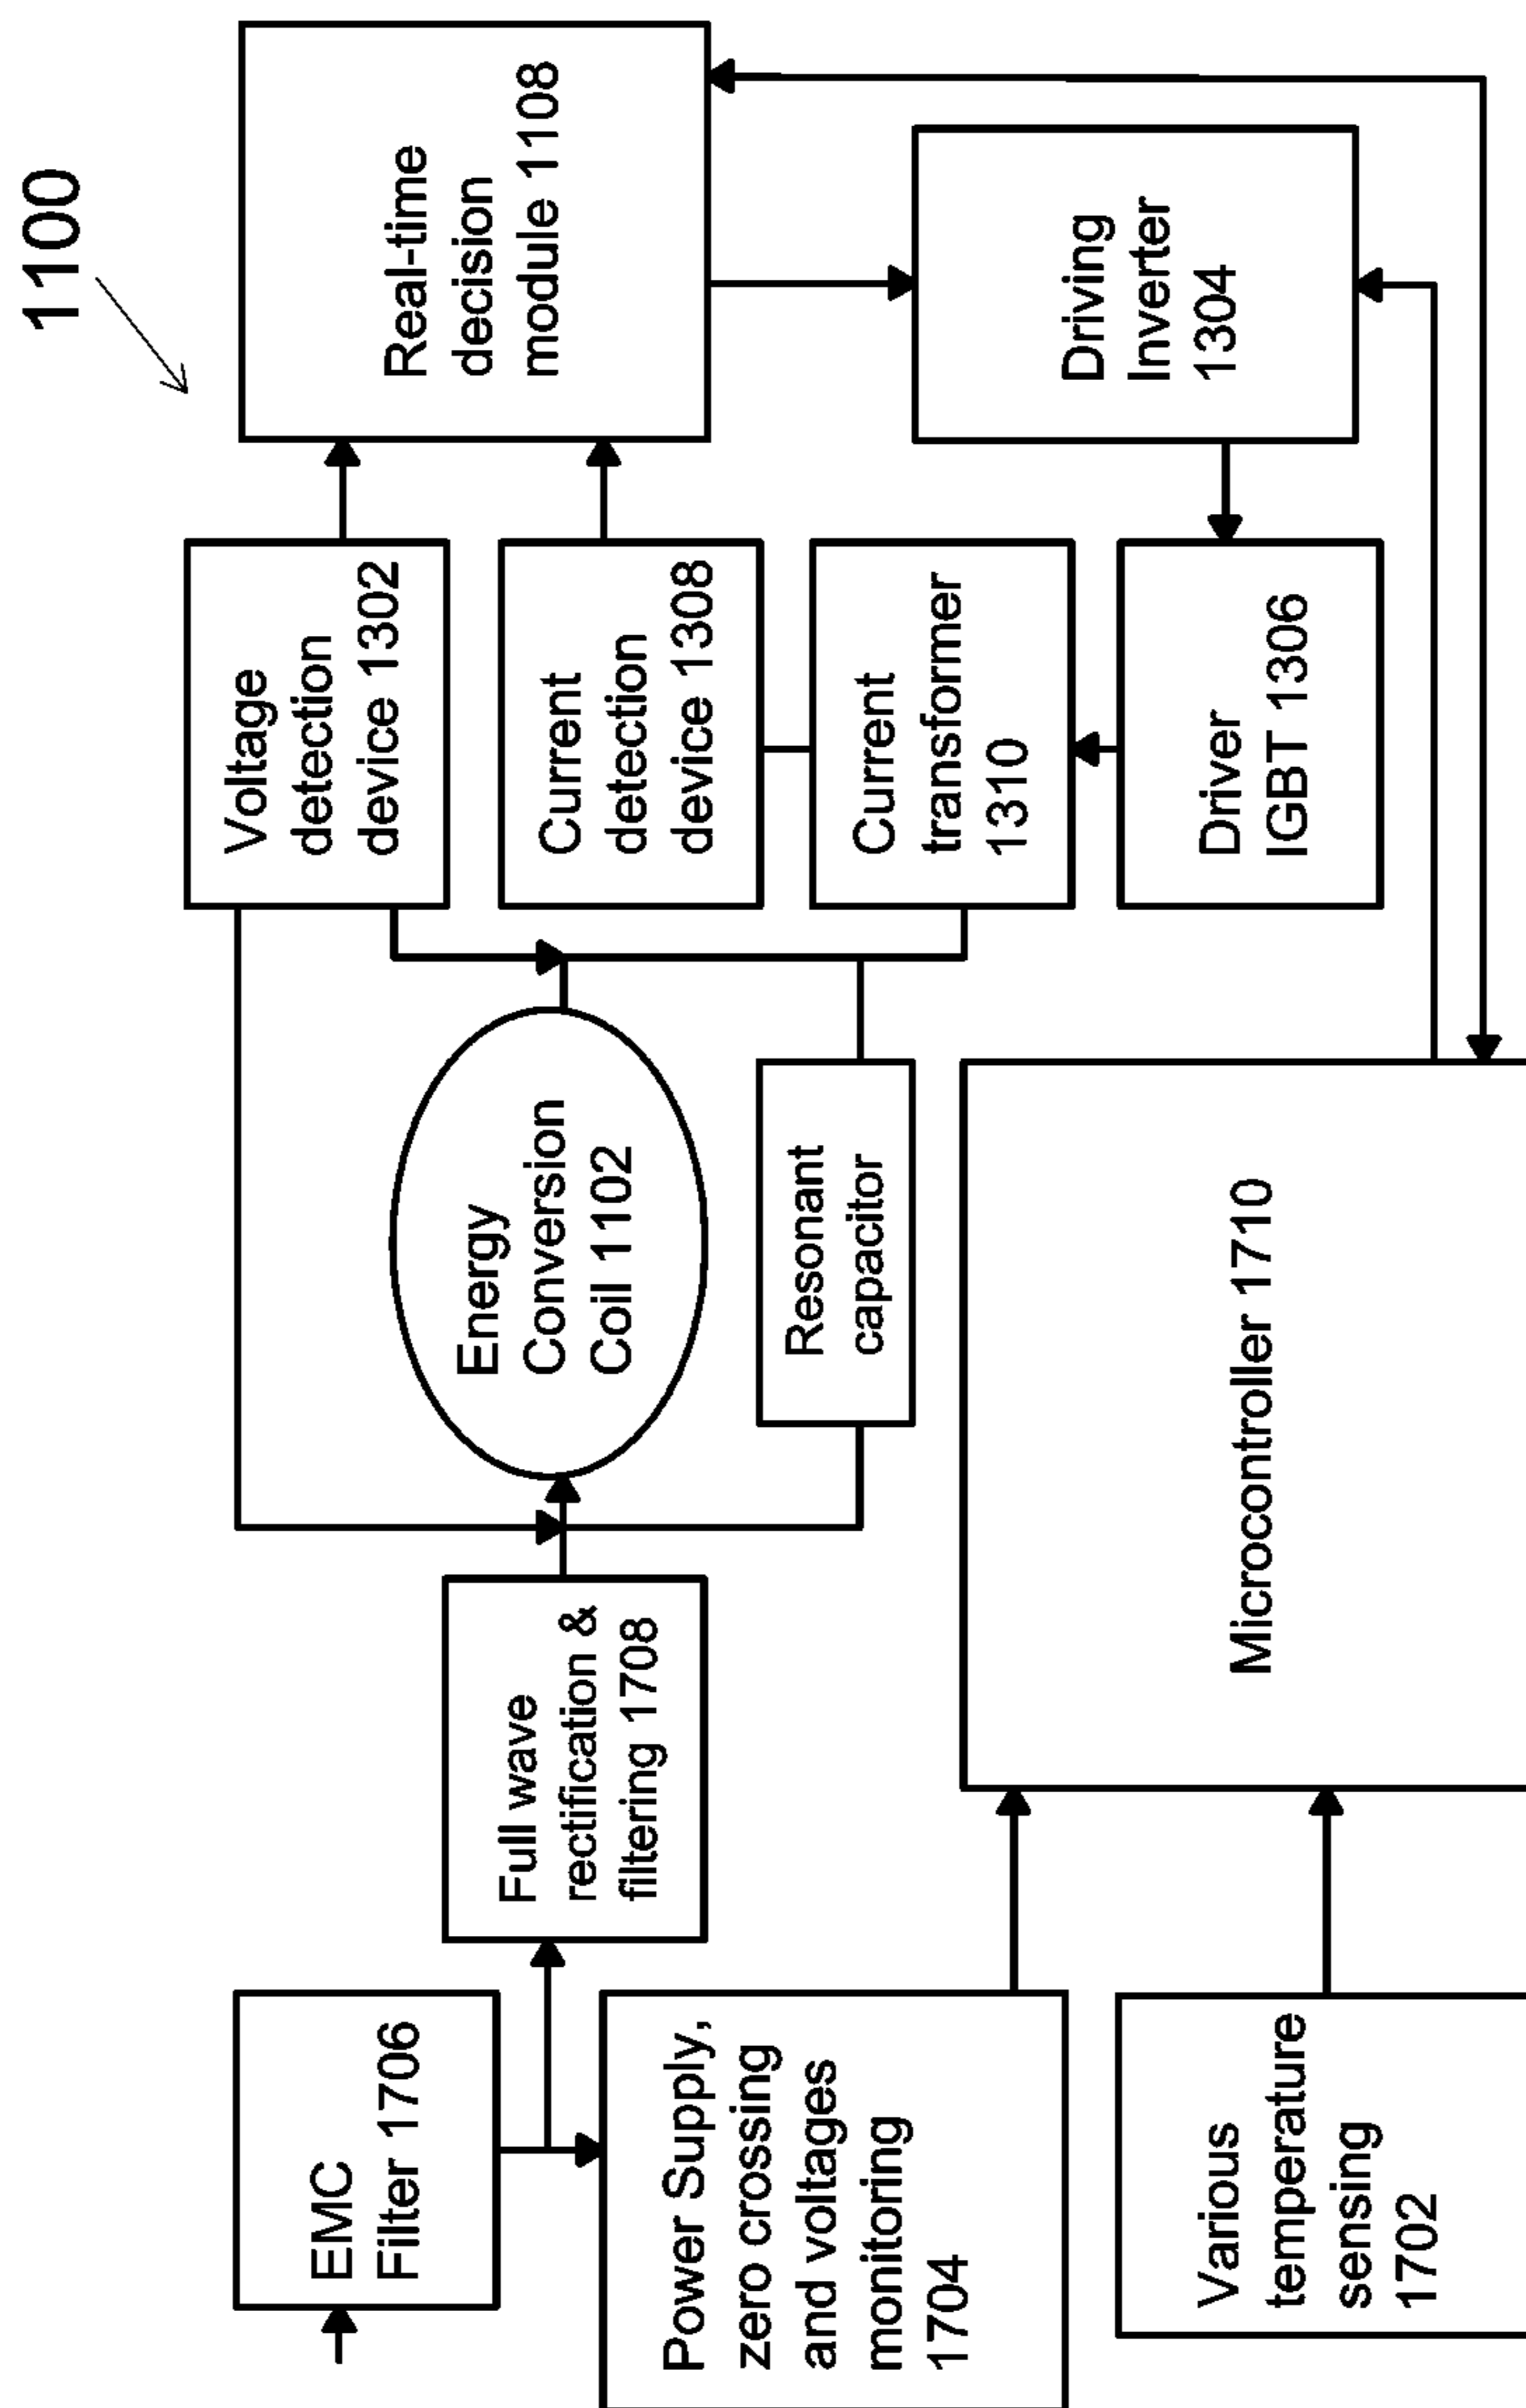 1100
EMC
Filter 1706
Full wave
rectification &
filtering 1708
Energy
Conversion
Coil 1102
Voltage
detection
device 1302
Real-time
decision
module 1108
Current
detection
device 1308
Resonant
capacitor
Current
transformer
1310
Power Supply,
zero crossing
and voltages
monitoring
1704
Driving
Inverter
1304
Driver
IGBT 1306
Microcontroller 1710
Various
temperature
sensing
1702